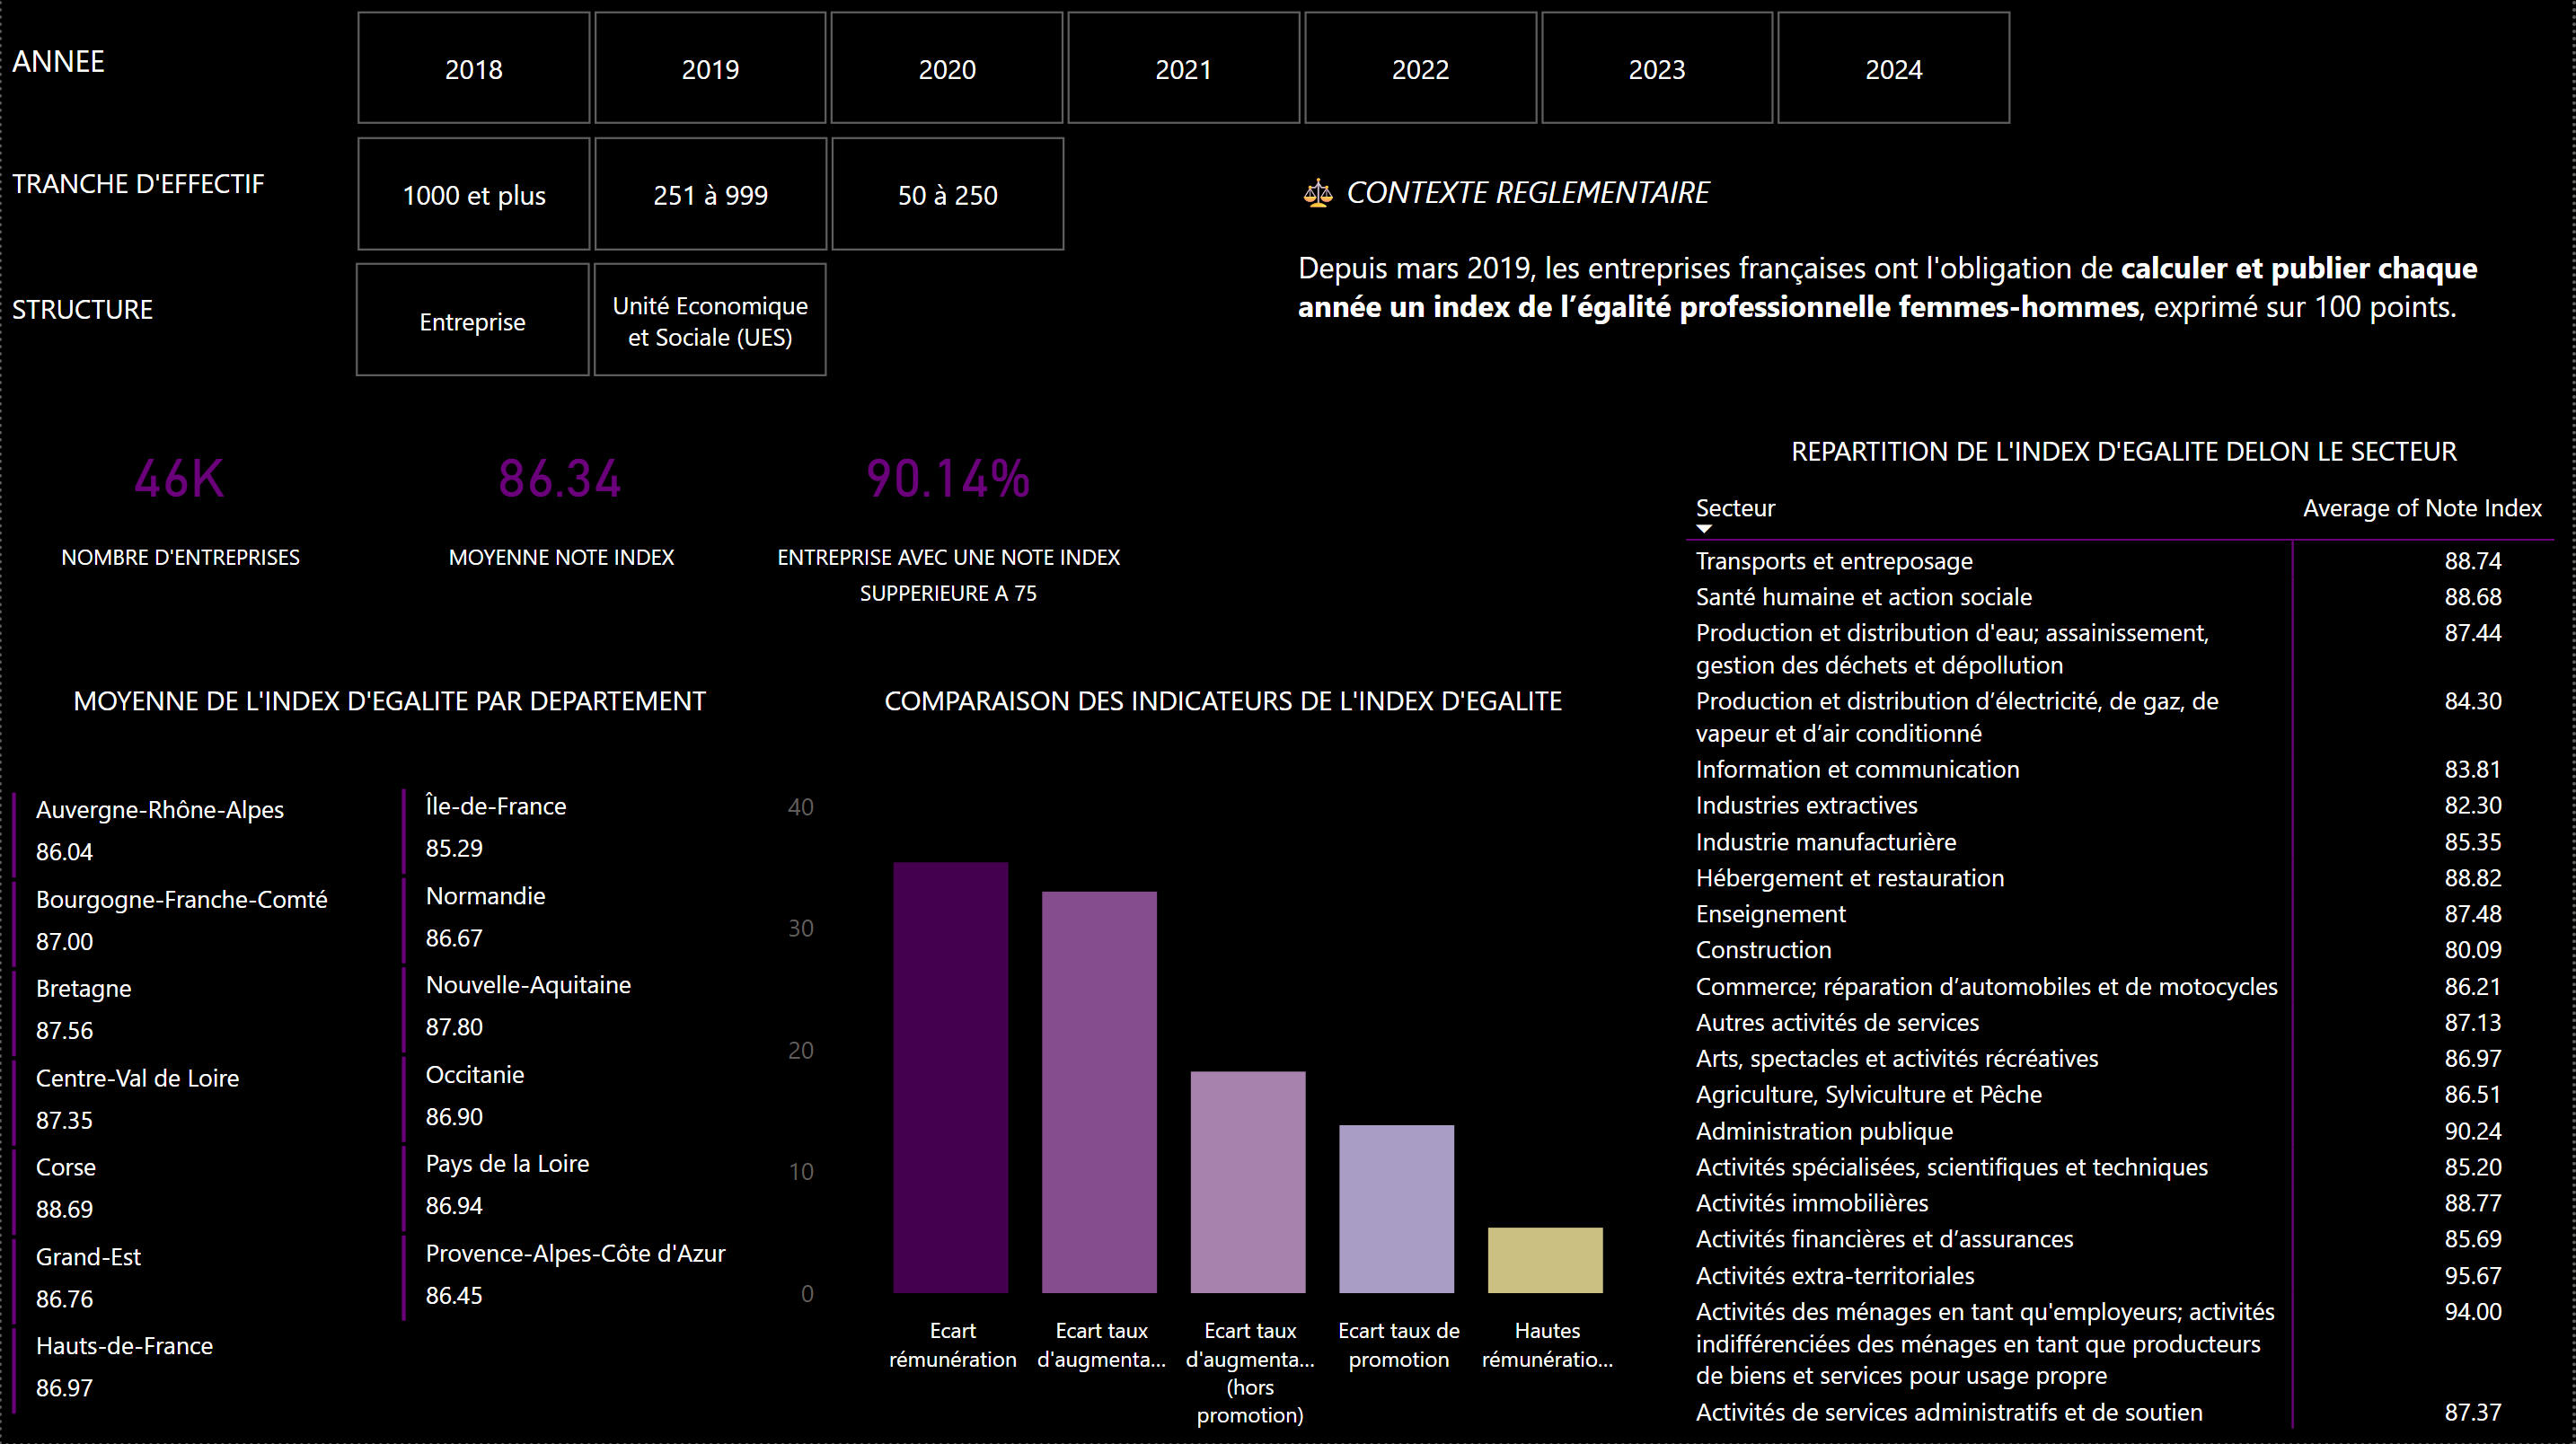 ANNEE
2018
2019
2020
2021
2022
2023
2024
TRANCHE D'EFFECTIF
1000 et plus
251 à 999
50 à 250
STRUCTURE
Entreprise
Unité Economique
et Sociale (UES)
CONTEXTE REGLEMENTAIRE
Depuis mars 2019, les entreprises françaises ont l'obligation de calculer et publier chaque
année un index de l’égalité professionnelle femmes-hommes, exprimé sur 100 points.
46K
NOMBRE D'ENTREPRISES
86.34
MOYENNE NOTE INDEX
90.14%
ENTREPRISE AVEC UNE NOTE INDEX
SUPPERIEURE A 75
MOYENNE DE L'INDEX D'EGALITE PAR DEPARTEMENT
Auvergne-Rhône-Alpes
86.04
Bourgogne-Franche-Comté
87.00
Bretagne
87.56
Centre-Val de Loire
87.35
Corse
88.69
Grand-Est
86.76
Hauts-de-France
86.97
Île-de-France
85.29
Normandie
86.67
Nouvelle-Aquitaine
87.80
Occitanie
86.90
Pays de la Loire
86.94
Provence-Alpes-Côte d'Azur
86.45
COMPARAISON DES INDICATEURS DE L'INDEX D'EGALITE
40
30
20
10
0
Ecart
rémunération
Ecart taux
d'augmenta...
Ecart taux
d'augmenta...
(hors
promotion)
Ecart taux de
promotion
Hautes
rémunératio...
REPARTITION DE L'INDEX D'EGALITE DELON LE SECTEUR
Secteur Average of Note Index
Transports et entreposage 88.74
Santé humaine et action sociale 88.68
Production et distribution d'eau; assainissement, 87.44
gestion des déchets et dépollution
Production et distribution d’électricité, de gaz, de 84.30
vapeur et d’air conditionné
Information et communication 83.81
Industries extractives 82.30
Industrie manufacturière 85.35
Hébergement et restauration 88.82
Enseignement 87.48
Construction 80.09
Commerce; réparation d’automobiles et de motocycles 86.21
Autres activités de services 87.13
Arts, spectacles et activités récréatives 86.97
Agriculture, Sylviculture et Pêche 86.51
Administration publique 90.24
Activités spécialisées, scientifiques et techniques 85.20
Activités immobilières 88.77
Activités financières et d’assurances 85.69
Activités extra-territoriales 95.67
Activités des ménages en tant qu'employeurs; activités 94.00
indifférenciées des ménages en tant que producteurs
de biens et services pour usage propre
Activités de services administratifs et de soutien 87.37